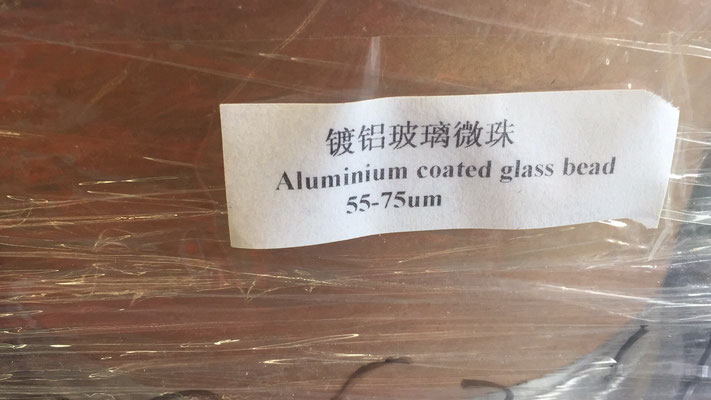 镀铝玻璃微珠
Aluminium coated glass bead
55-75um